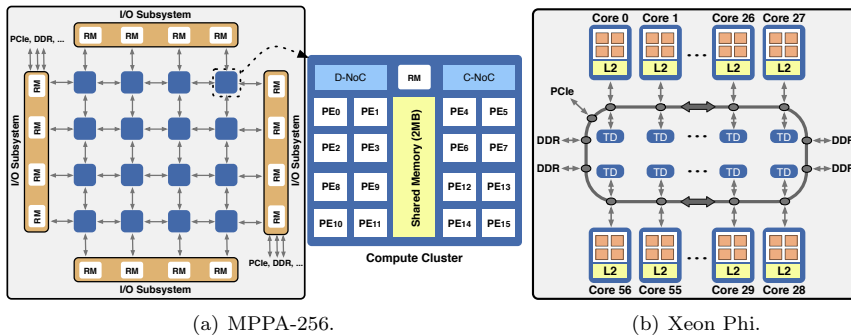 I/O Subsystem
RM RM RM RM
PCIe, DDR, ...
I/O Subsystem
RM
RM
RM
RM
I/O Subsystem
RM
RM
RM
RM
PCIe, DDR, ...
RM RM RM RM
I/O Subsystem
D-NoC RM C-NoC
PE0 PE1 PE4 PE5
PE2 PE3 PE6 PE7
PE8 PE9 PE12 PE13
PE10 PE11 PE14 PE15
Shared Memory (2MB)
Compute Cluster
(a) MPPA-256.
Core 0 Core 1 Core 26 Core 27
L2 L2 ... L2 L2
PCIe
TD TD ... TD TD
DDR DDR
DDR DDR
TD TD ... TD TD
L2 L2 ... L2 L2
Core 56 Core 55 Core 29 Core 28
(b) Xeon Phi.